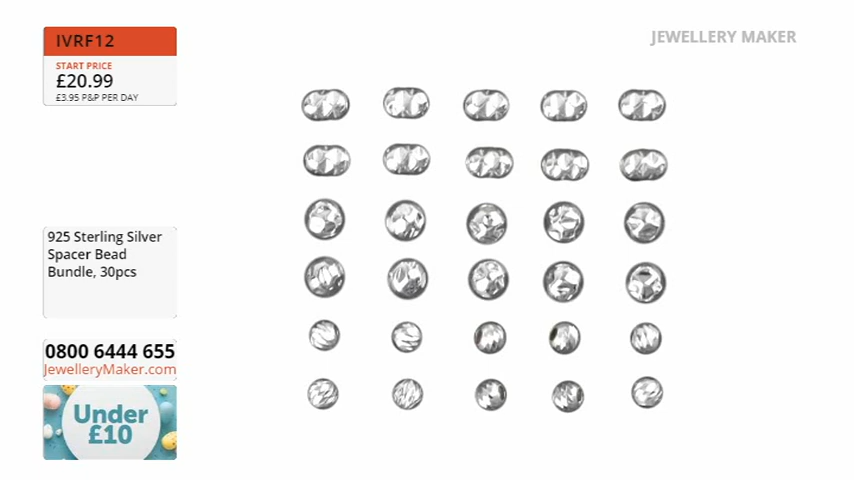 IVRF12
JEWELLERY MAKER
START PRICE
£20.99
£3.95 P&P PER DAY
925 Sterling Silver
Spacer Bead
Bundle, 30pcs
0800 6444 655
JewelleryMaker.com
Under
£10